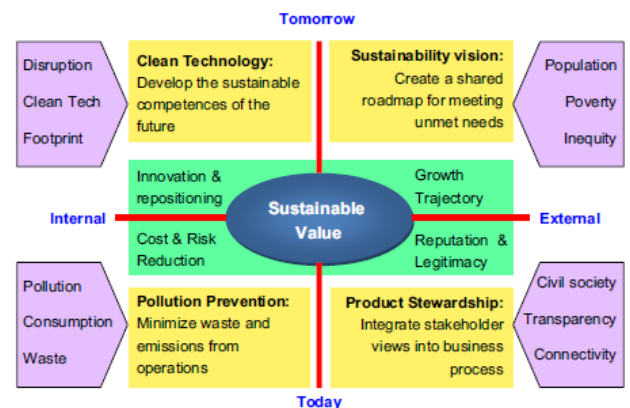 Tomorrow
Disruption
Clean Tech
Footprint
Clean Technology:
Develop the sustainable
competences of the
future
Sustainability vision:
Create a shared
roadmap for meeting
unmet needs
Population
Poverty
Inequity
Innovation &
repositioning
Growth
Trajectory
Internal
Sustainable
Value
External
Cost & Risk
Reduction
Reputation &
Legitimacy
Pollution
Consumption
Waste
Pollution Prevention:
Minimize waste and
emissions from
operations
Product Stewardship:
Integrate stakeholder
views into business
process
Civil society
Transparency
Connectivity
Today